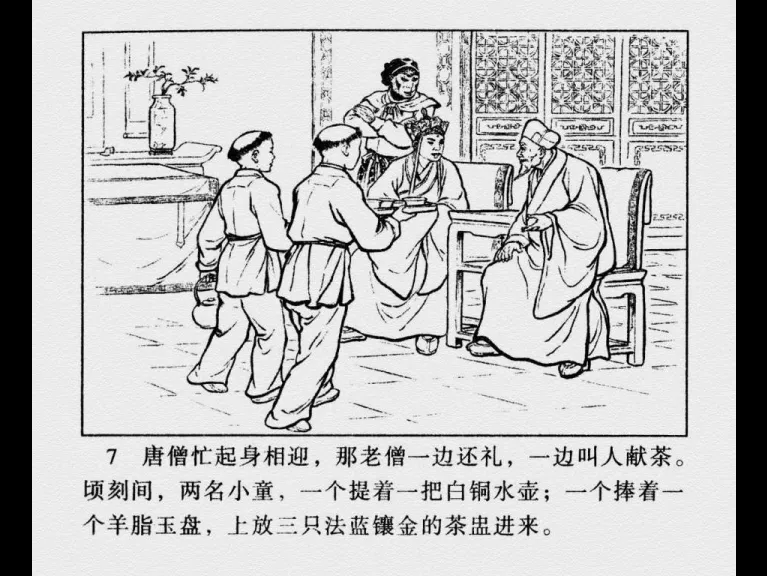 7 唐僧忙起身相迎，那老僧一边还礼，一边叫人献茶。
顷刻间，两名小童，一个提着一把白铜水壶；一个捧着一
个羊脂玉盘，上放三只法蓝镶金的茶盅进来。